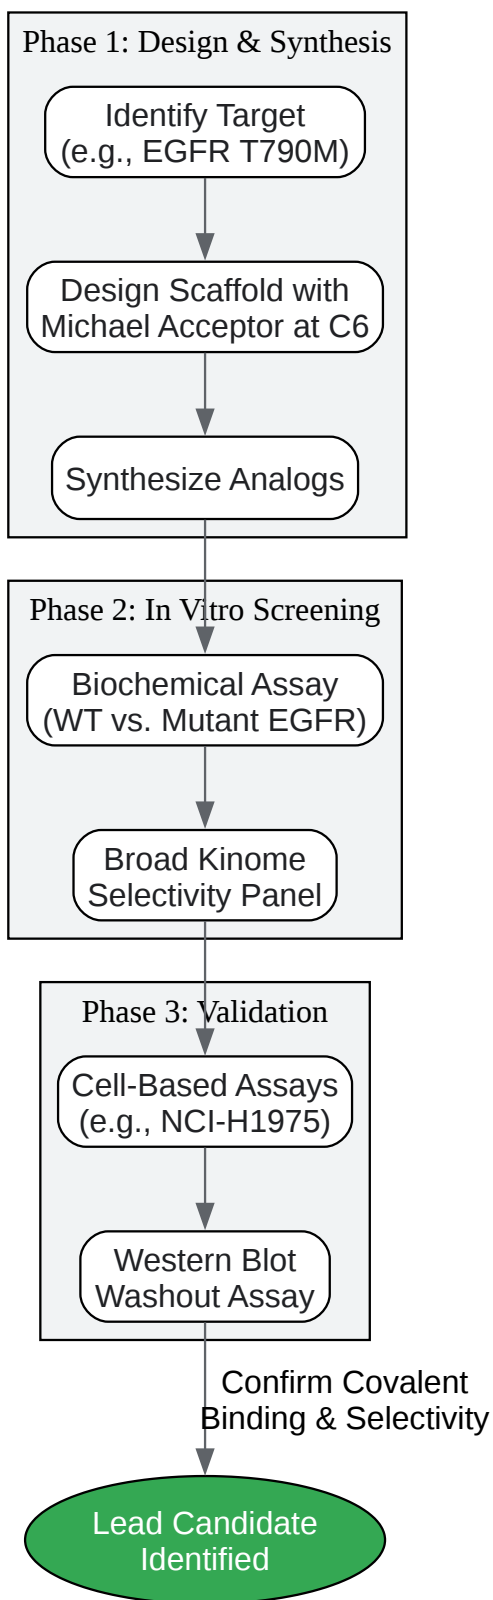 Phase 1: Design & Synthesis
Identify Target
(e.g., EGFR T790M)
Design Scaffold with
Michael Acceptor at C6
Synthesize Analogs
Phase 2: In Vitro Screening
Biochemical Assay
(WT vs. Mutant EGFR)
Broad Kinome
Selectivity Panel
Phase 3: Validation
Cell-Based Assays
(e.g., NCI-H1975)
Western Blot
Washout Assay
Confirm Covalent
Binding & Selectivity
Lead Candidate
Identified